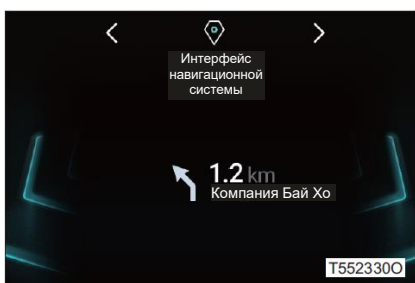 Интерфейс
навигационной
системы
1.2 km
Компания Бай Хо
T552330O